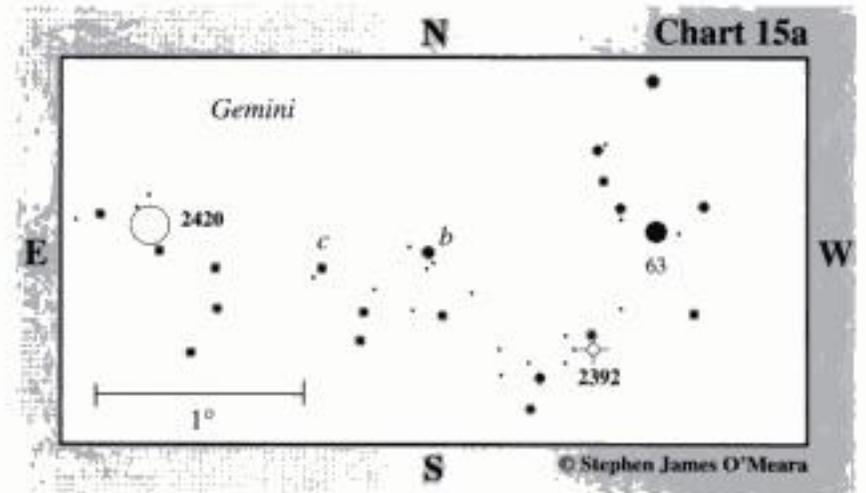 N
Chart 15a
Gemini
2420
c
b
E
W
63
2392
1°
S
© Stephen James O'Meara